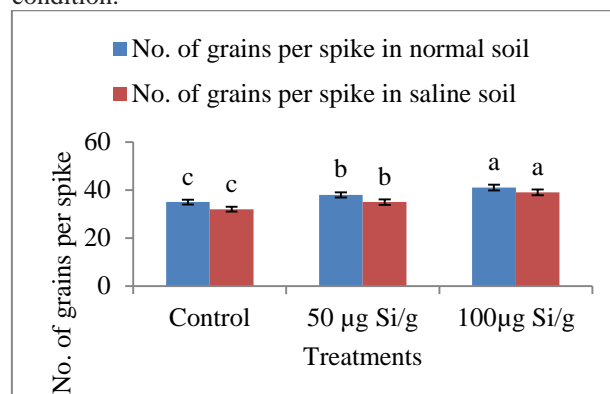 condition.
No. of grains per spike in normal soil
No. of grains per spike in saline soil
No. of grains per spike
60
40
20
0
c c b b a a
Control 50 µg Si/g 100µg Si/g
Treatments